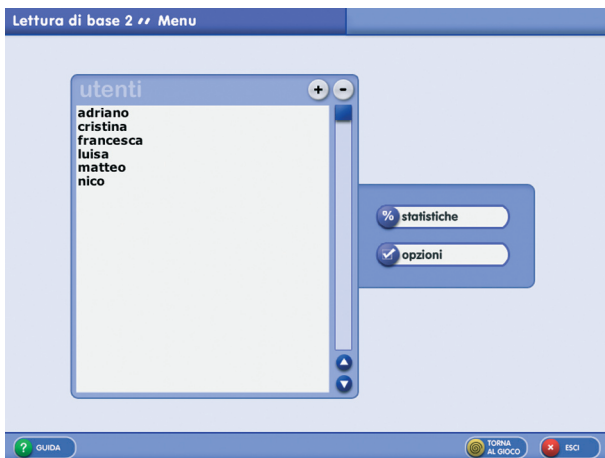 Lettura di base 2 // Menu
utenti + -
adriano
cristina
francesca
luisa
matteo
nico
% statistiche
opzioni
? GUIDA
TORNA
AL GIOCO
× ESCI